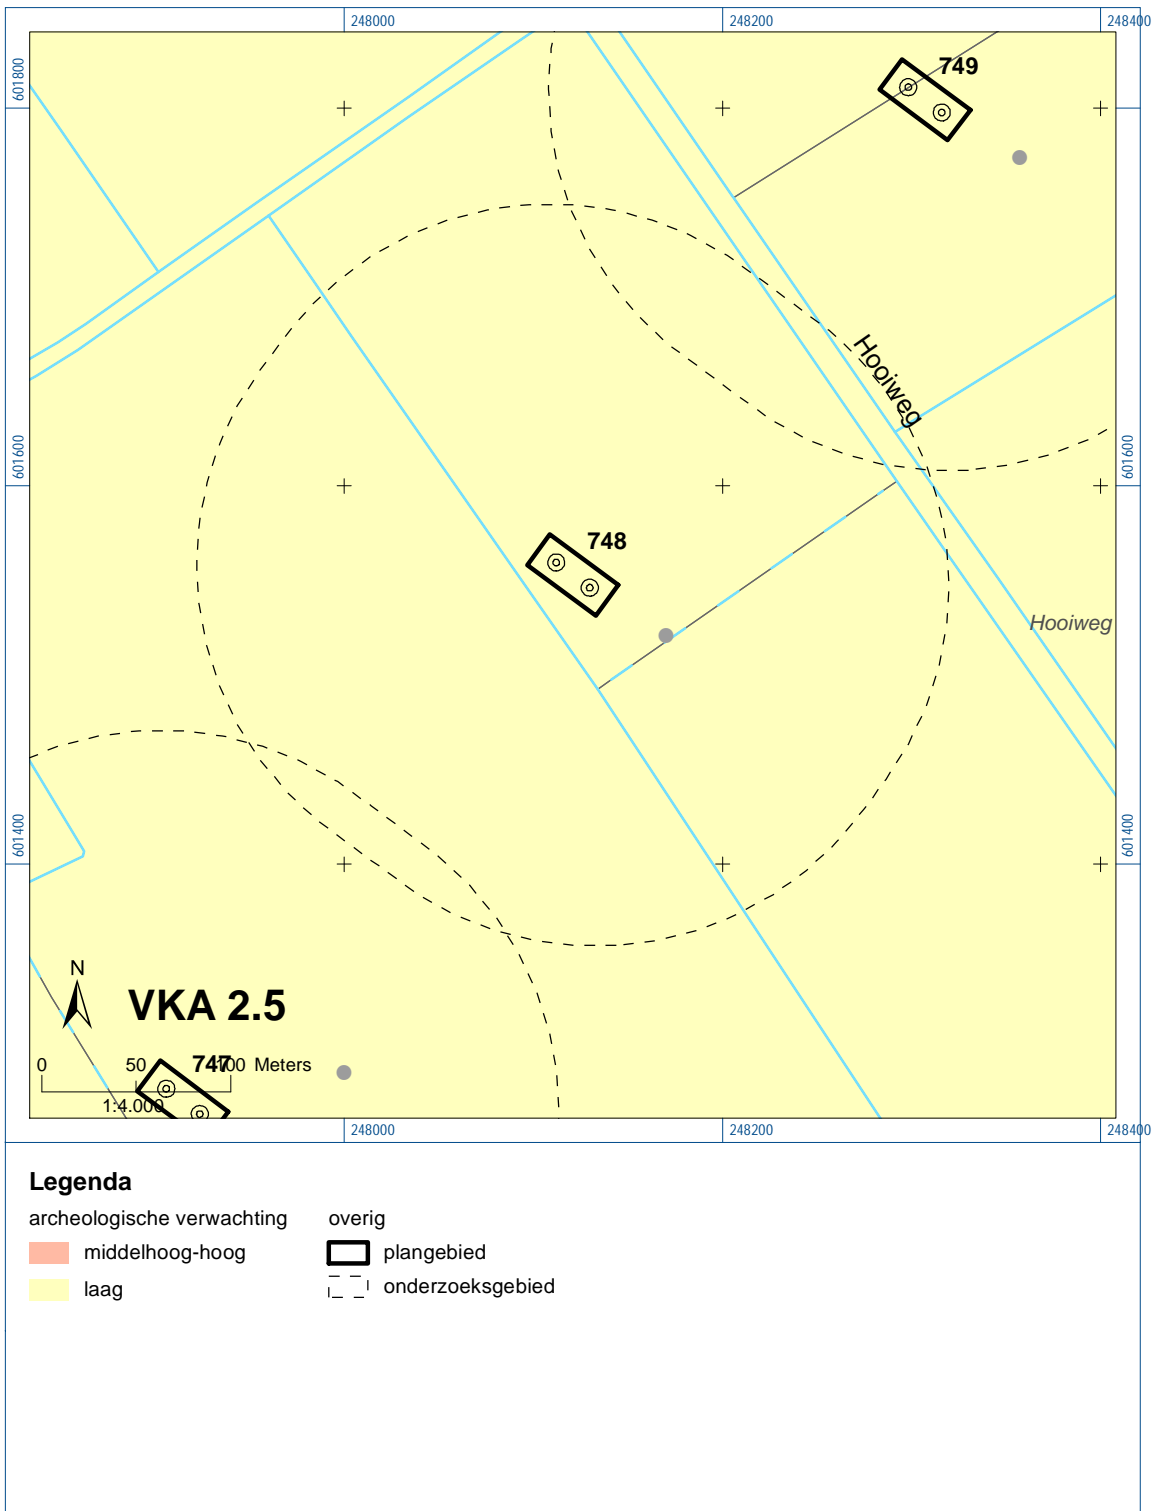 248000
248200
248400
601800
749
Hooiweg
601600
601600
748
Hooiweg
601400
601400
N
VKA 2.5
747
0 50 100 Meters
1:4.000
248000
248200
248400
Legenda
archeologische verwachting
overig
middelhoog-hoog
plangebied
laag
onderzoeksgebied